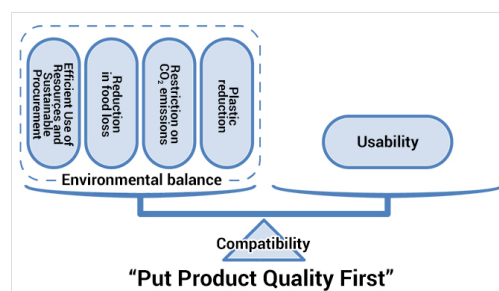 Efficient Use of
Resources and
Sustainable
Procurement
Reduction
in food loss
Restriction on
CO₂ emissions
Plastic
reduction
Usability
Environmental balance
Compatibility
“Put Product Quality First”